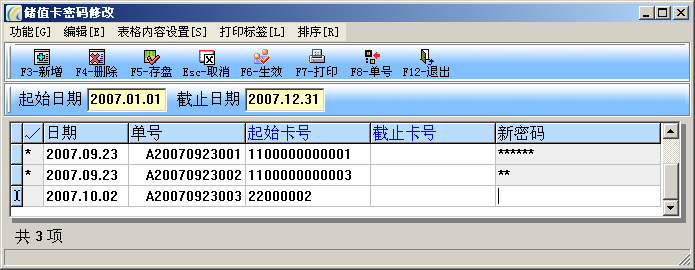 储值卡密码修改
功能[G] 编辑[E] 表格内容设置[S] 打印标签[L] 排序[R]
F3-新增 F4-删除 F5-存盘 Esc-取消 F6-生效 F7-打印 F8-单号 F12-退出
起始日期 2007.01.01 截止日期 2007.12.31
日期 单号 起始卡号 截止卡号 新密码
* 2007.09.23 A20070923001 1100000000001 ******
* 2007.09.23 A20070923002 1100000000003 **
2007.10.02 A20070923003 22000002
共 3 项